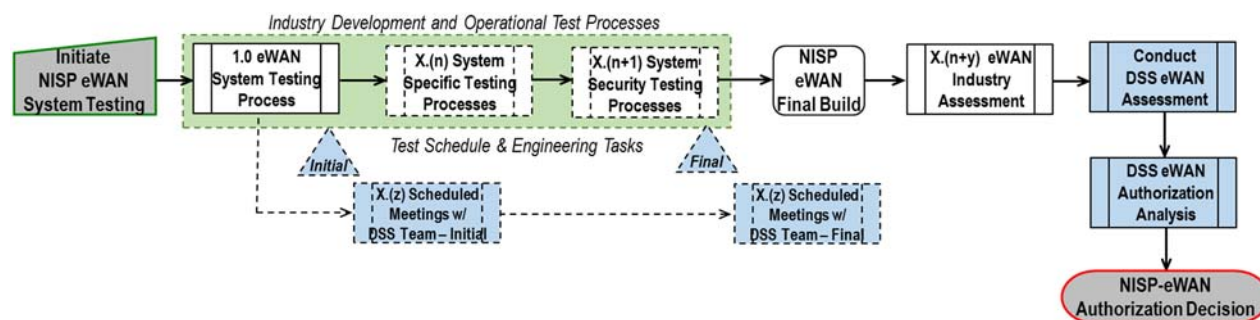 Industry Development and Operational Test Processes
Initiate
NISP eWAN
System Testing
1.0 eWAN
System Testing
Process
X.(n) System
Specific Testing
Processes
X.(n+1) System
Security Testing
Processes
NISP
eWAN
Final Build
X.(n+y) eWAN
Industry
Assessment
Conduct
DSS eWAN
Assessment
Test Schedule & Engineering Tasks
Initial
Final
X.(z) Scheduled
Meetings w/
DSS Team – Initial
X.(z) Scheduled
Meetings w/
DSS Team – Final
DSS eWAN
Authorization
Analysis
NISP-eWAN
Authorization Decision